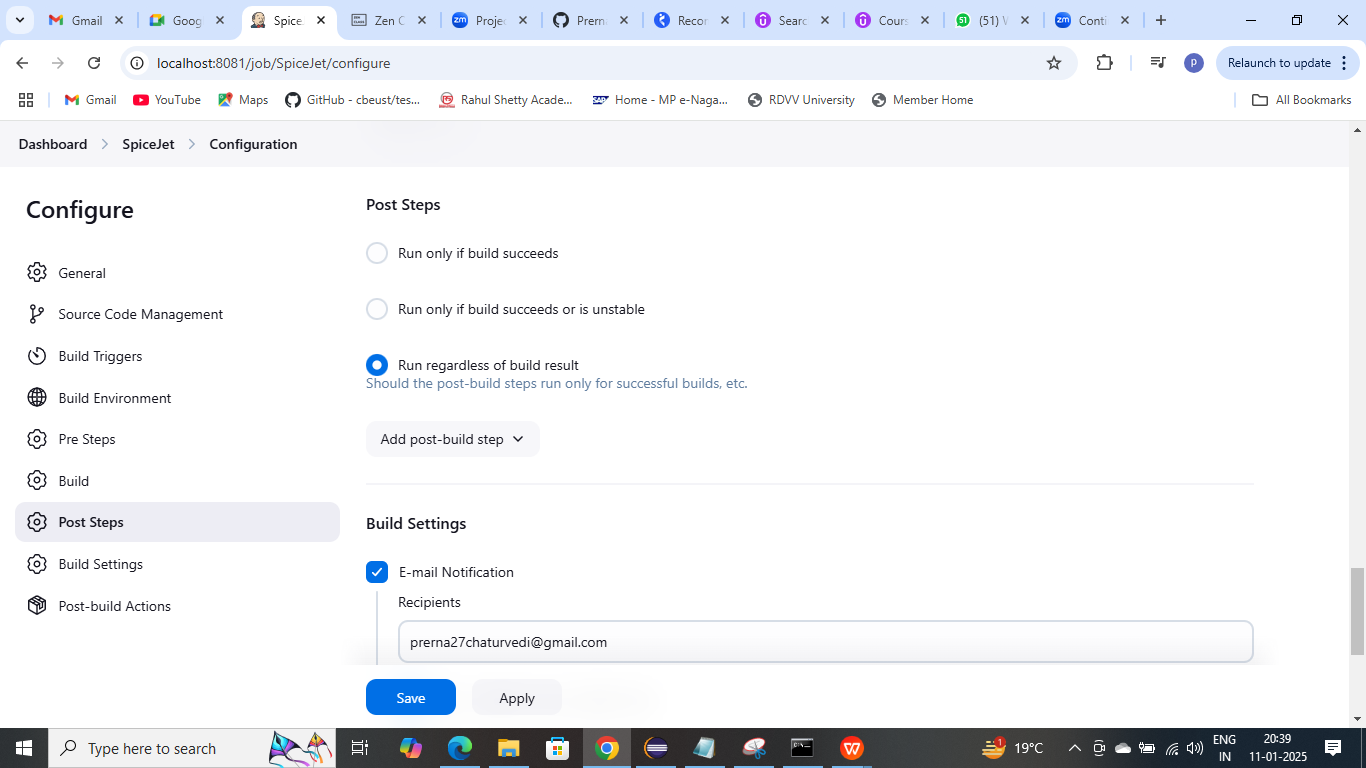 Gmail
Goog
Spice.
Zen C
Projec
Prerna
Recor
Searc
Cours
(51) W
Conti
localhost:8081/job/SpiceJet/configure
P
Relaunch to update
Gmail
YouTube
Maps
GitHub - cbeust/tes...
Rahul Shetty Acade...
Home - MP e-Naga...
RDVV University
Member Home
All Bookmarks
Dashboard
SpiceJet
Configuration
Configure
General
Source Code Management
Build Triggers
Build Environment
Pre Steps
Build
Post Steps
Build Settings
Post-build Actions
Post Steps
Run only if build succeeds
Run only if build succeeds or is unstable
Run regardless of build result
Should the post-build steps run only for successful builds, etc.
Add post-build step
Build Settings
E-mail Notification
Recipients
prerna27chaturvedi@gmail.com
Save
Apply
Type here to search
1
19°C
ENG
IN
20:39
11-01-2025